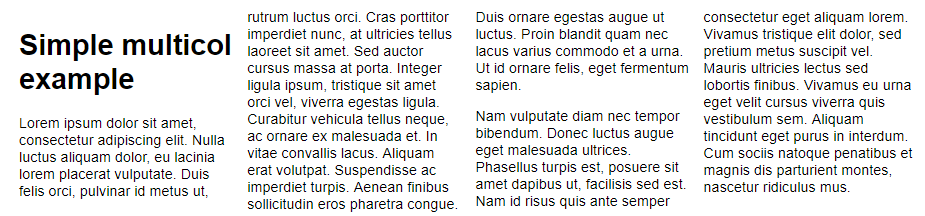 Simple multicol
example
Lorem ipsum dolor sit amet,
consectetur adipiscing elit. Nulla
luctus aliquam dolor, eu lacinia
lorem placerat vulputate. Duis
felis orci, pulvinar id metus ut,
rutrum luctus orci. Cras porttitor
imperdiet nunc, at ultricies tellus
laoreet sit amet. Sed auctor
cursus massa at porta. Integer
ligula ipsum, tristique sit amet
orci vel, viverra egestas ligula.
Curabitur vehicula tellus neque,
ac ornare ex malesuada et. In
vitae convallis lacus. Aliquam
erat volutpat. Suspendisse ac
imperdiet turpis. Aenean finibus
sollicitudin eros pharetra congue.
Duis ornare egestas augue ut
luctus. Proin blandit quam nec
lacus varius commodo et a urna.
Ut id ornare felis, eget fermentum
sapien.
Nam vulputate diam nec tempor
bibendum. Donec luctus augue
eget malesuada ultrices.
Phasellus turpis est, posuere sit
amet dapibus ut, facilisis sed est.
Nam id risus quis ante semper
consectetur eget aliquam lorem.
Vivamus tristique elit dolor, sed
pretium metus suscipit vel.
Mauris ultricies lectus sed
lobortis finibus. Vivamus eu urna
eget velit cursus viverra quis
vestibulum sem. Aliquam
tincidunt eget purus in interdum.
Cum sociis natoque penatibus et
magnis dis parturient montes,
nascetur ridiculus mus.